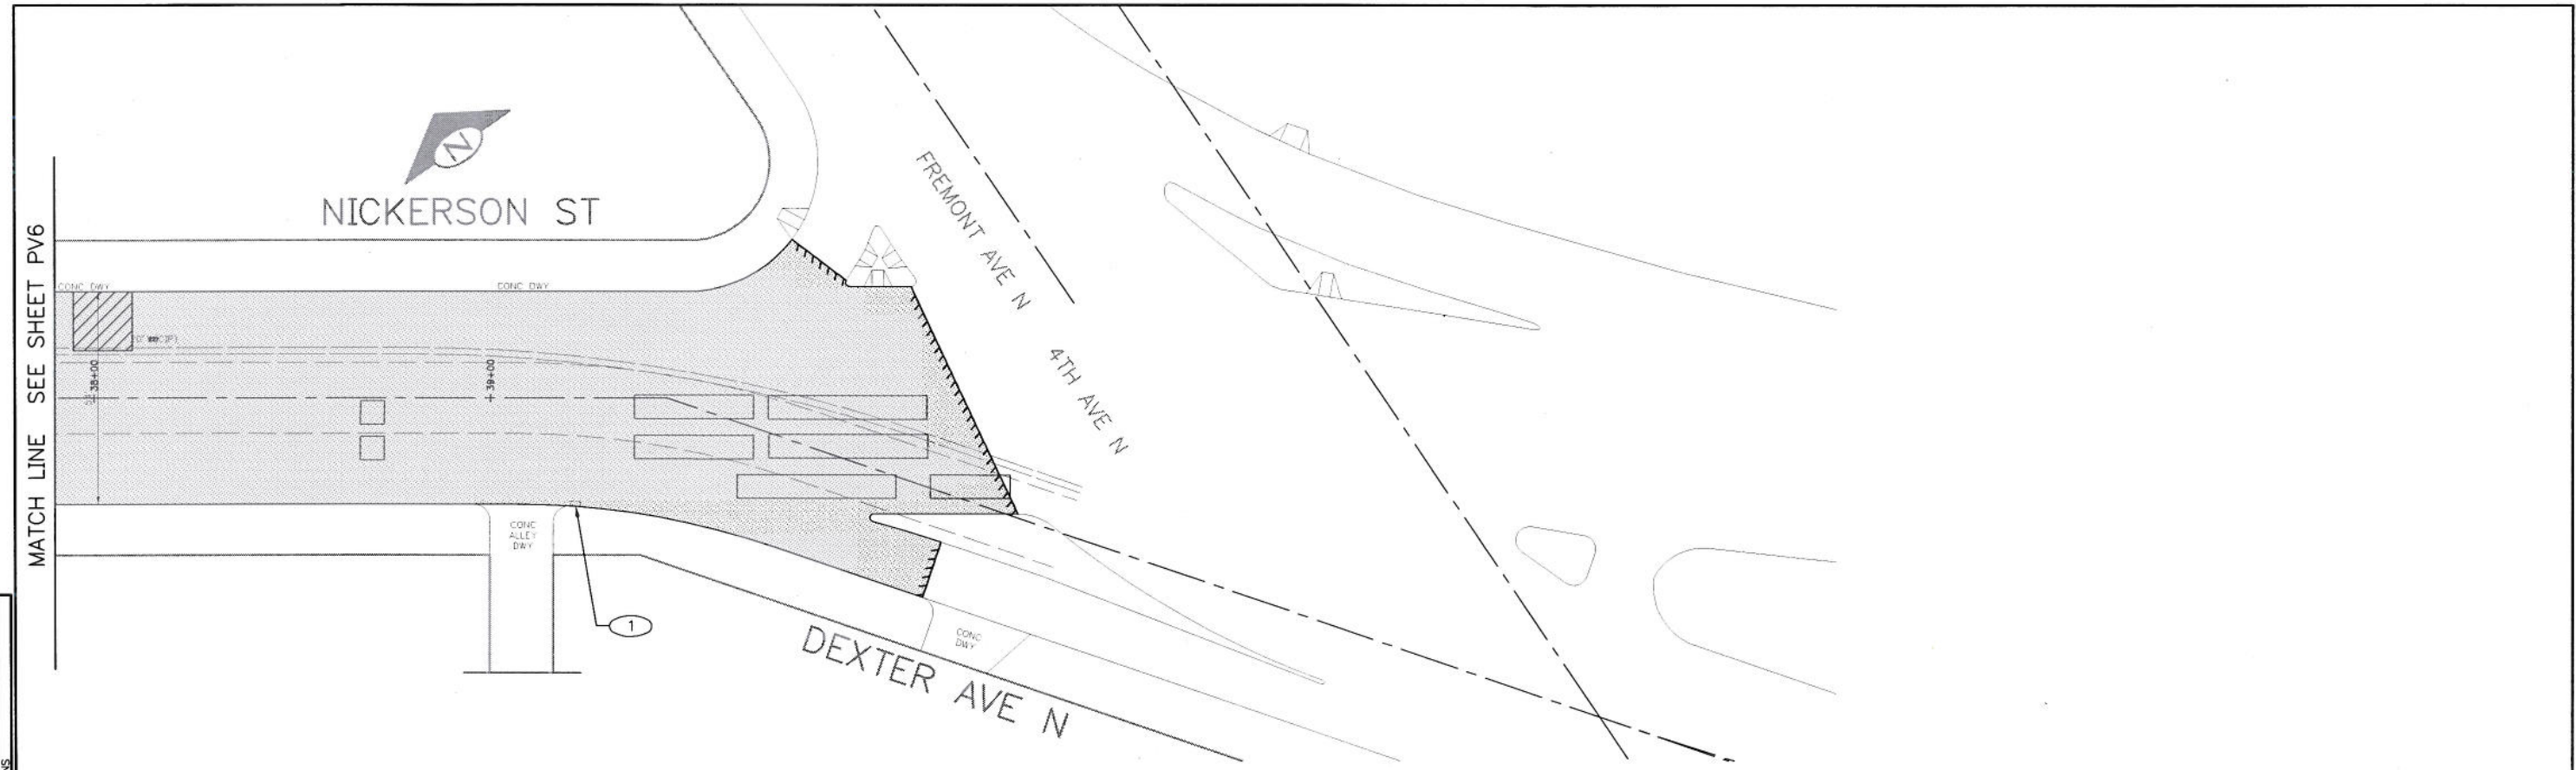 N
NICKERSON ST
MATCH LINE SEE SHEET PV6
FREMONT AVE N
4TH AVE N
CONC DWY
CONC DWY
38+00
39+00
CONC
ALLEY
DWY
1
CONC
DWY
DEXTER AVE N
NS